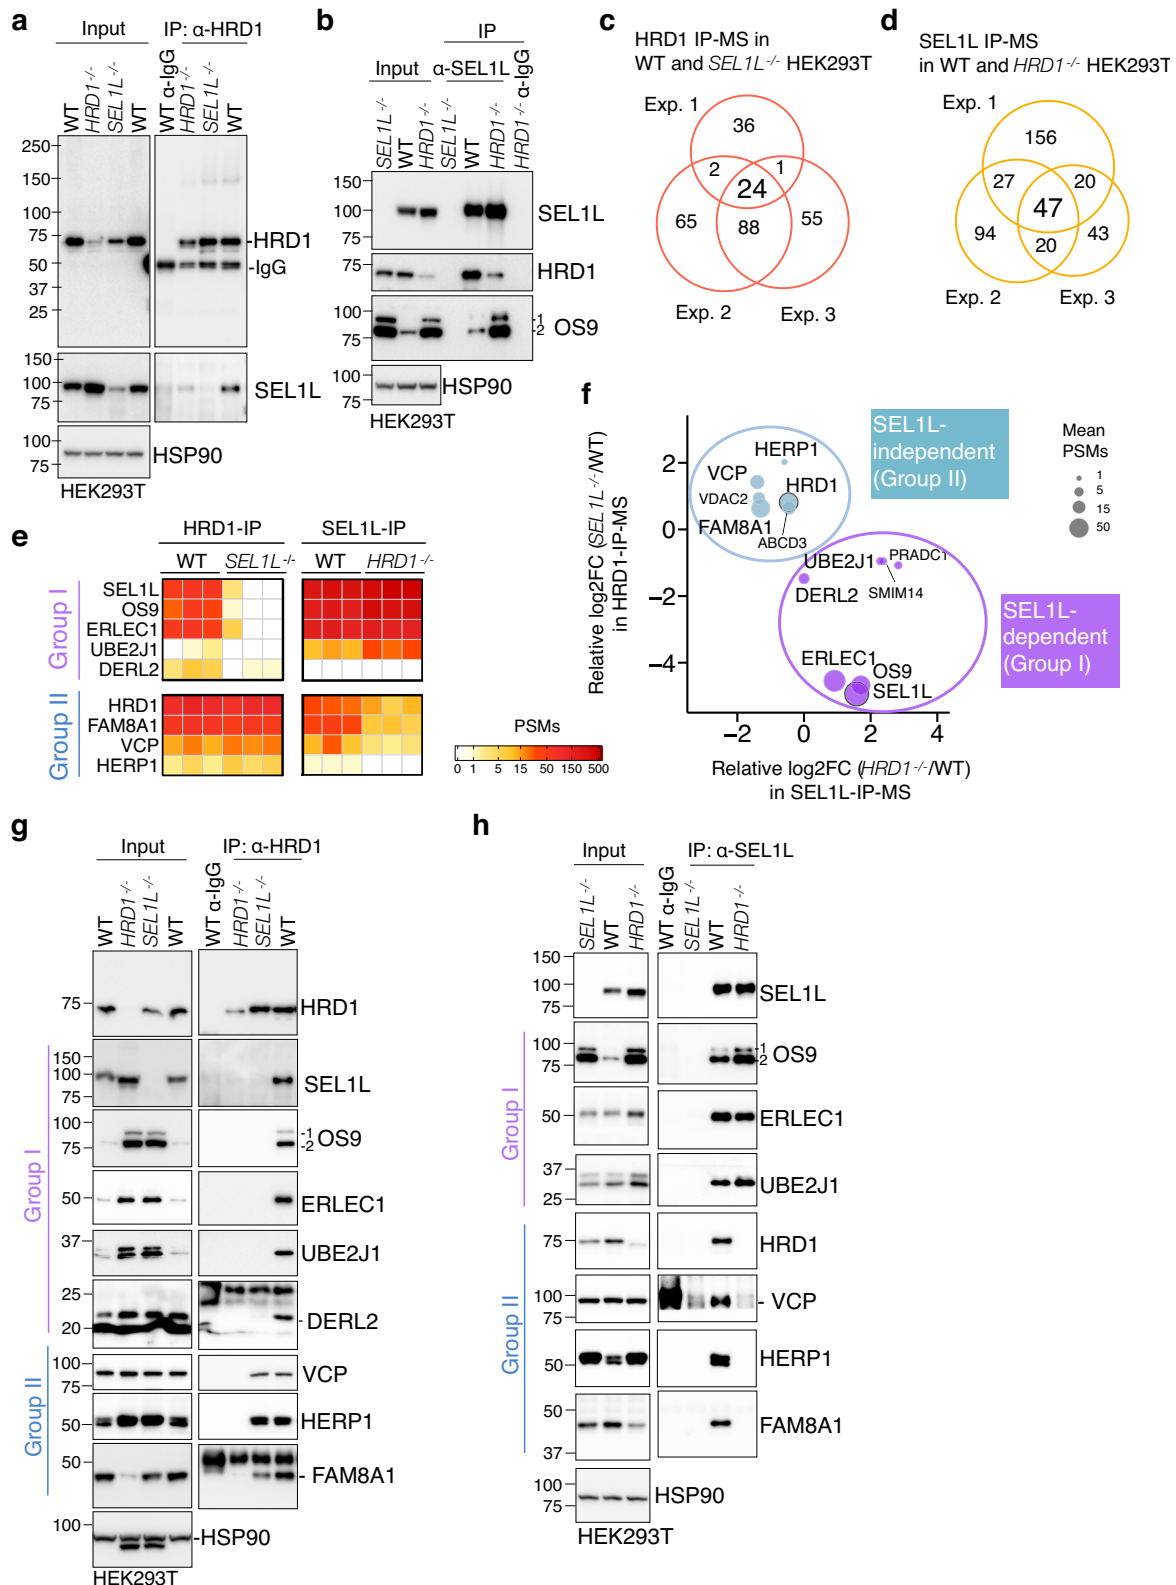 a
Input
IP: α-HRD1
WT
HRD1-/-
SEL1L-/-
WT
WT α-IgG
HRD1-/-
SEL1L-/-
WT
250
150
100
75
50
37
25
-HRD1
-IgG
150
100
75
SEL1L
100
75
HSP90
HEK293T
b
IP
Input
α-SEL1L
SEL1L-/-
WT
HRD1-/-
SEL1L-/-
WT
HRD1-/-
HRD1-/- α-IgG
150
100
75
SEL1L
75
HRD1
100
75
-1
-2
OS9
100
75
HSP90
HEK293T
c
HRD1 IP-MS in
WT and SEL1L-/- HEK293T
Exp. 1
36
2
1
24
65
88
55
Exp. 2
Exp. 3
d
SEL1L IP-MS
in WT and HRD1-/- HEK293T
Exp. 1
156
27
20
47
94
20
43
Exp. 2
Exp. 3
e
HRD1-IP
SEL1L-IP
WT
SEL1L-/-
WT
HRD1-/-
Group I
SEL1L
OS9
ERLEC1
UBE2J1
DERL2
Group II
HRD1
FAM8A1
VCP
HERP1
PSMs
0 1 5 15 50 150 500
f
Relative log2FC (SEL1L-/-/WT)
in HRD1-IP-MS
2
0
−2
−4
−2 0 2 4
Relative log2FC (HRD1-/-/WT)
in SEL1L-IP-MS
HERP1
VCP
VDAC2
HRD1
FAM8A1
ABCD3
UBE2J1
PRADC1
SMIM14
DERL2
ERLEC1
OS9
SEL1L
SEL1L-
independent
(Group II)
SEL1L-
dependent
(Group I)
Mean
PSMs
1
5
15
50
g
Input
IP: α-HRD1
WT
HRD1-/-
SEL1L-/-
WT
WT α-IgG
HRD1-/-
SEL1L-/-
WT
75
HRD1
Group I
150
100
75
SEL1L
100
75
-1
-2
OS9
50
ERLEC1
37
UBE2J1
25
20
- DERL2
Group II
100
75
VCP
50
HERP1
50
- FAM8A1
100
-HSP90
HEK293T
h
Input
IP: α-SEL1L
SEL1L-/-
WT
HRD1-/-
WT α-IgG
SEL1L-/-
WT
HRD1-/-
150
100
75
SEL1L
Group I
100
75
-1
-2
OS9
50
ERLEC1
37
25
UBE2J1
Group II
75
HRD1
100
75
- VCP
50
HERP1
50
37
FAM8A1
100
75
HSP90
HEK293T